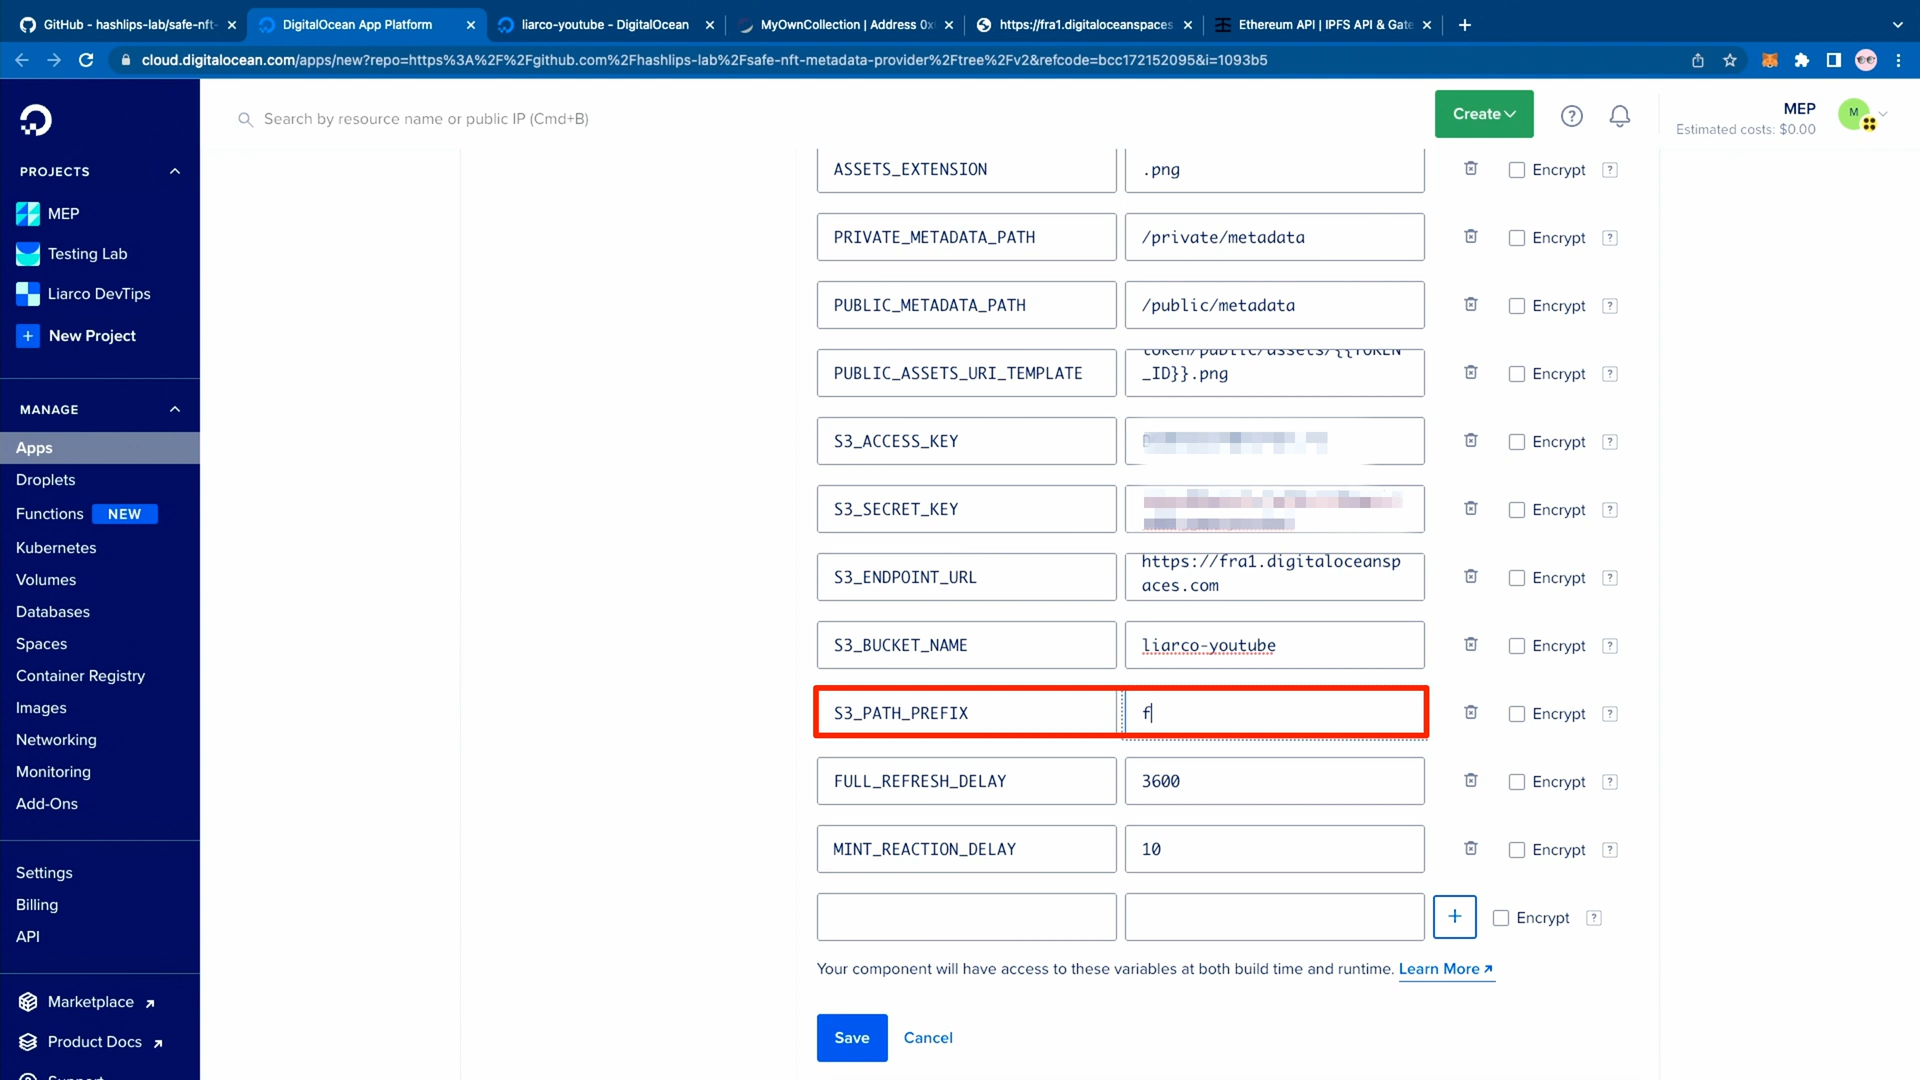 GitHub - hashlips-lab/safe-nft-
DigitalOcean App Platform
liarco-youtube - DigitalOcean
MyOwnCollection | Address 0x
https://fra1.digitaloceanspaces
Ethereum API | IPFS API & Gate
cloud.digitalocean.com/apps/new?repo=https%3A%2F%2Fgithub.com%2Fhashlips-lab%2Fsafe-nft-metadata-provider%2Ftree%2Fv2&refcode=bcc172152095&i=1093b5
Search by resource name or public IP (Cmd+B)
Create
?
MEP
Estimated costs: $0.00
M
PROJECTS
MEP
Testing Lab
Liarco DevTips
+ New Project
MANAGE
Apps
Droplets
Functions NEW
Kubernetes
Volumes
Databases
Spaces
Container Registry
Images
Networking
Monitoring
Add-Ons
Settings
Billing
API
Marketplace
Product Docs
Support
ASSETS_EXTENSION .png Encrypt ?
PRIVATE_METADATA_PATH /private/metadata Encrypt ?
PUBLIC_METADATA_PATH /public/metadata Encrypt ?
PUBLIC_ASSETS_URI_TEMPLATE token/public/assets/{{TOKEN
_ID}}.png Encrypt ?
S3_ACCESS_KEY Encrypt ?
S3_SECRET_KEY Encrypt ?
S3_ENDPOINT_URL https://fra1.digitaloceansp
aces.com Encrypt ?
S3_BUCKET_NAME liarco-youtube Encrypt ?
S3_PATH_PREFIX f Encrypt ?
FULL_REFRESH_DELAY 3600 Encrypt ?
MINT_REACTION_DELAY 10 Encrypt ?
+ Encrypt ?
Your component will have access to these variables at both build time and runtime. Learn More
Save Cancel